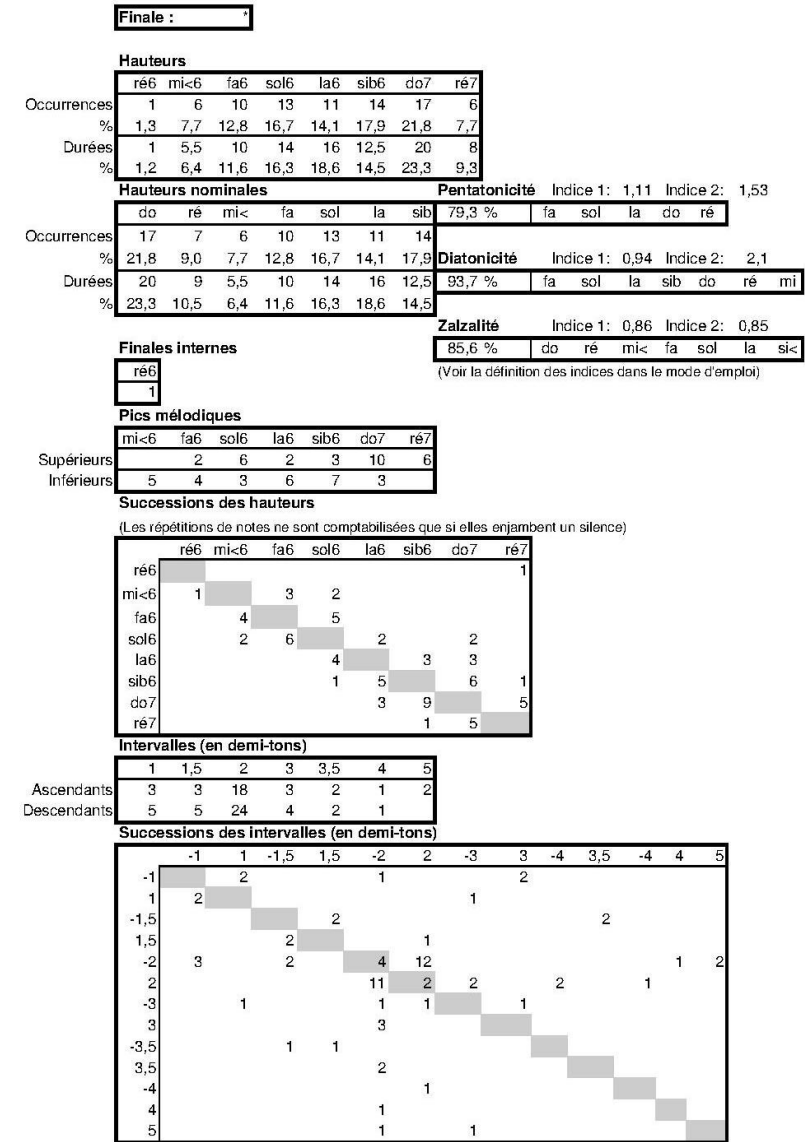 Finale : *
Hauteurs
ré6 mi<6 fa6 sol6 la6 sib6 do7 ré7
Occurrences 1 6 10 13 11 14 17 6
% 1,3 7,7 12,8 16,7 14,1 17,9 21,8 7,7
Durées 1 5,5 10 14 16 12,5 20 8
% 1,2 6,4 11,6 16,3 18,6 14,5 23,3 9,3
Hauteurs nominales
do ré mi< fa sol la sib
Occurrences 17 7 6 10 13 11 14
% 21,8 9,0 7,7 12,8 16,7 14,1 17,9
Durées 20 9 5,5 10 14 16 12,5
% 23,3 10,5 6,4 11,6 16,3 18,6 14,5
Pentatonicité Indice 1: 1,11 Indice 2: 1,53
79,3 % fa sol la do ré
Diatonicité Indice 1: 0,94 Indice 2: 2,1
93,7 % fa sol la sib do ré mi
Zalzalité Indice 1: 0,86 Indice 2: 0,85
85,6 % do ré mi< fa sol la si<
(Voir la définition des indices dans le mode d'emploi)
Finales internes
ré6
1
Pics mélodiques
mi<6 fa6 sol6 la6 sib6 do7 ré7
Supérieurs 2 6 2 3 10 6
Inférieurs 5 4 3 6 7 3
Successions des hauteurs
(Les répétitions de notes ne sont comptabilisées que si elles enjambent un silence)
ré6 mi<6 fa6 sol6 la6 sib6 do7 ré7
ré6 1
mi<6 1 3 2
fa6 4 5
sol6 2 6 2 2
la6 4 3 3
sib6 1 5 6 1
do7 3 9 5
ré7 1 5
Intervalles (en demi-tons)
1 1,5 2 3 3,5 4 5
Ascendants 3 3 18 3 2 1 2
Descendants 5 5 24 4 2 1
Successions des intervalles (en demi-tons)
-1 1 -1,5 1,5 -2 2 -3 3 -4 3,5 -4 4 5
-1 2 1 2
1 2 1
-1,5 2 2
1,5 2 1
-2 3 2 4 12 1 2
2 11 2 2 2 1
-3 1 1 1 1
3 3
-3,5 1 1
3,5 2
-4 1
4 1
5 1 1